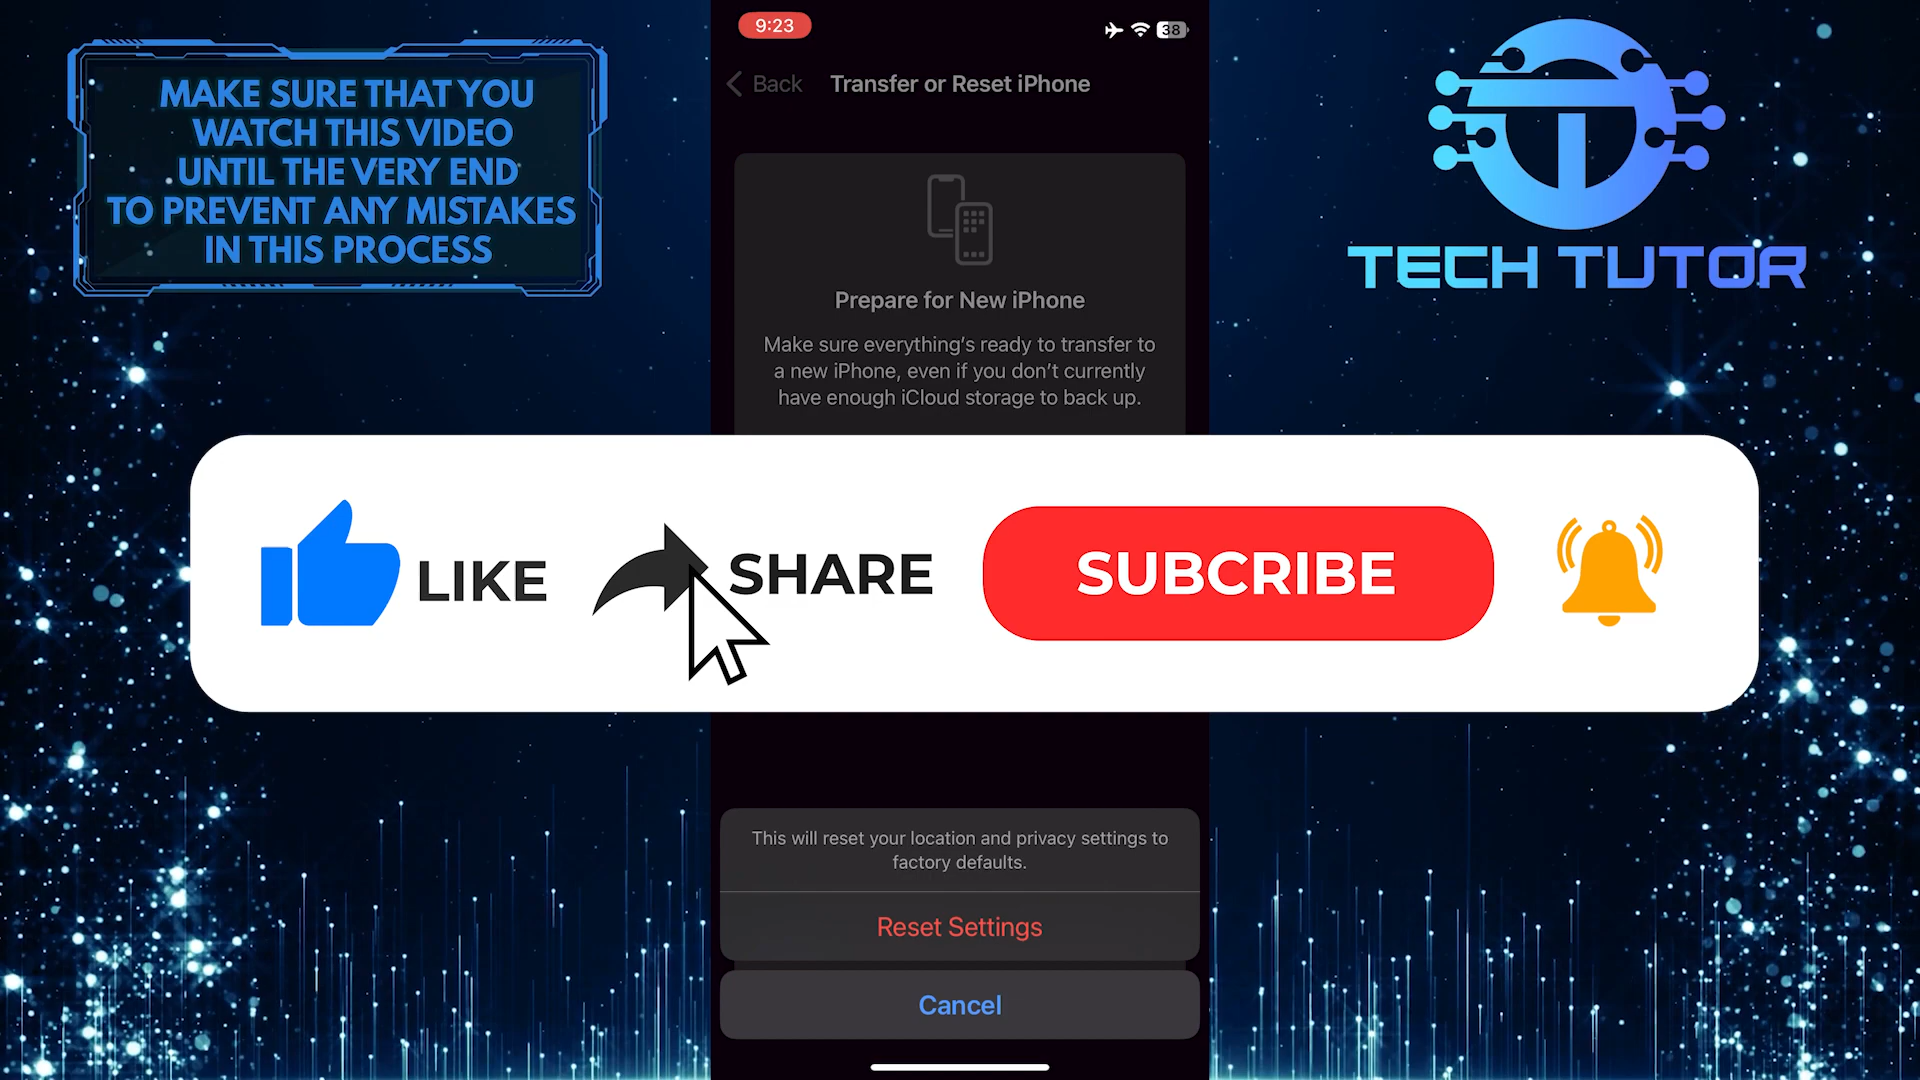 MAKE SURE THAT YOU
WATCH THIS VIDEO
UNTIL THE VERY END
TO PREVENT ANY MISTAKES
IN THIS PROCESS
9:23
38
Back
Transfer or Reset iPhone
Prepare for New iPhone
Make sure everything's ready to transfer to
a new iPhone, even if you don't currently
have enough iCloud storage to back up.
TECH TUTOR
LIKE
SHARE
SUBCRIBE
This will reset your location and privacy settings to
factory defaults.
Reset Settings
Cancel